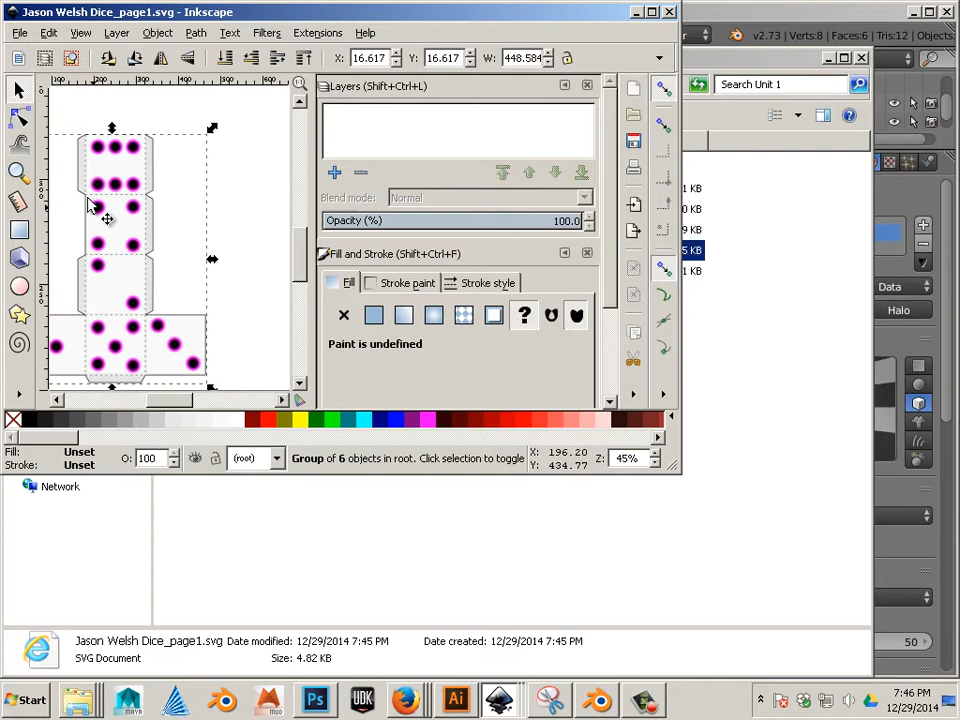 Jason Welsh Dice_page1.svg - Inkscape
File Edit View Layer Object Path Text Filters Extensions Help
v2.73 | Verts:8 | Faces:6 | Tris:12 | Objects:
X: 16.617 Y: 16.617 W: 448.584
Search Unit 1
Layers (Shift+Ctrl+L)
Blend mode: Normal
Opacity (%) 100.0
Fill and Stroke (Shift+Ctrl+F)
Fill Stroke paint Stroke style
Paint is undefined
1 KB
0 KB
9 KB
5 KB
1 KB
Data
Halo
Fill: Unset
Stroke: Unset
O: 100
(root)
Group of 6 objects in root. Click selection to toggle
X: 196.20
Y: 434.77
Z: 45%
Network
50
Jason Welsh Dice_page1.svg Date modified: 12/29/2014 7:45 PM Date created: 12/29/2014 7:45 PM
SVG Document Size: 4.82 KB
Start
MAYA
Ps
UDK
Ai
7:46 PM
12/29/2014